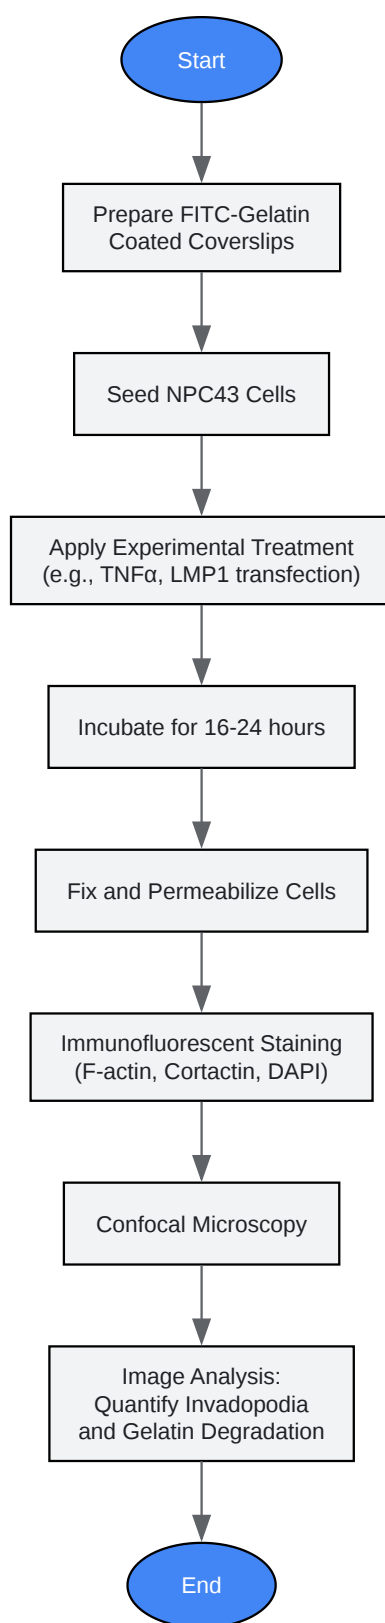 Start
Prepare FITC-Gelatin
Coated Coverslips
Seed NPC43 Cells
Apply Experimental Treatment
(e.g., TNFα, LMP1 transfection)
Incubate for 16-24 hours
Fix and Permeabilize Cells
Immunofluorescent Staining
(F-actin, Cortactin, DAPI)
Confocal Microscopy
Image Analysis:
Quantify Invadopodia
and Gelatin Degradation
End